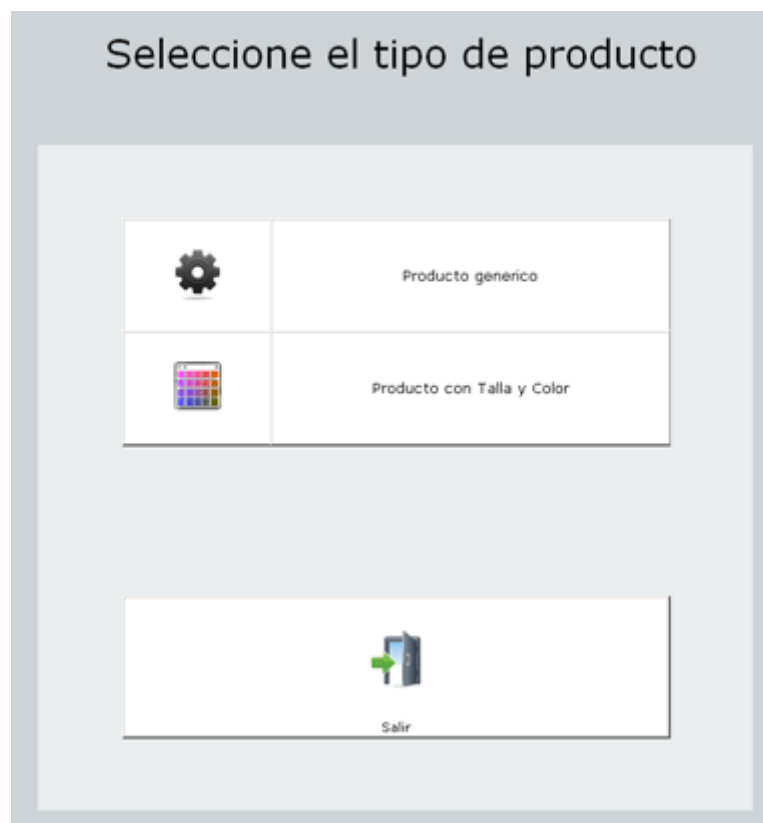 Seleccione el tipo de producto
Producto generico
Producto con Talla y Color
Salir